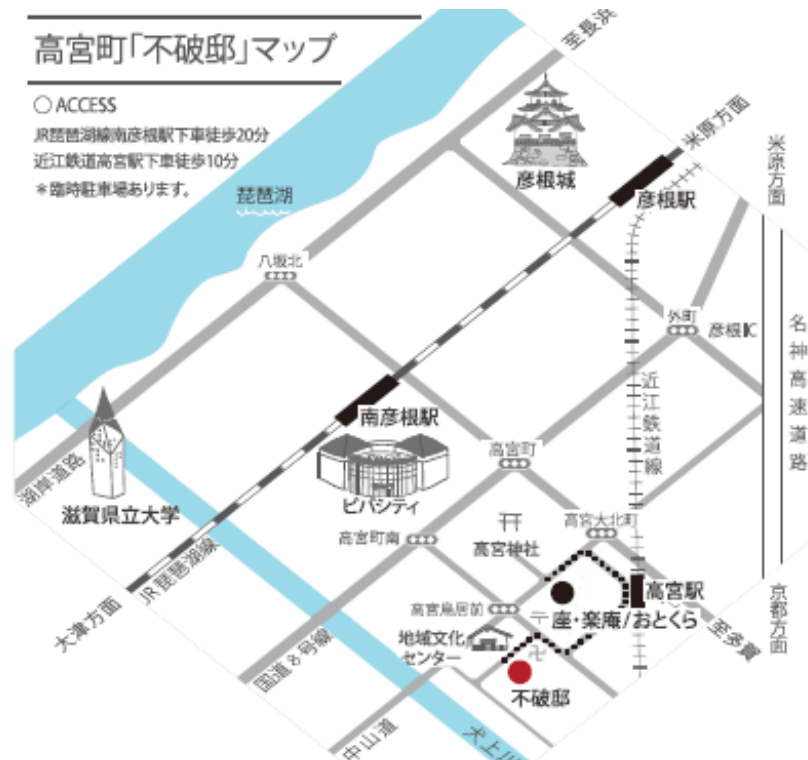 高宮町「不破邸」マップ
○ ACCESS
JR琵琶湖線南彦根駅下車徒歩20分
近江鉄道高宮駅下車徒歩10分
＊臨時駐車場あります。
至長浜
米原方面
米原方面
彦根城
彦根駅
琵琶湖
八坂北
外町
彦根IC
名神高速道路
近江鉄道線
南彦根駅
ビバシティ
高宮町
湖岸道路
滋賀県立大学
高宮町南
高宮神社
高宮大北町
JR琵琶湖線
大津方面
高宮駅
京都方面
高宮鳥居前
座・楽庵/おとくら
至多賀
地域文化
センター
国道8号線
不破邸
中山道
犬上川